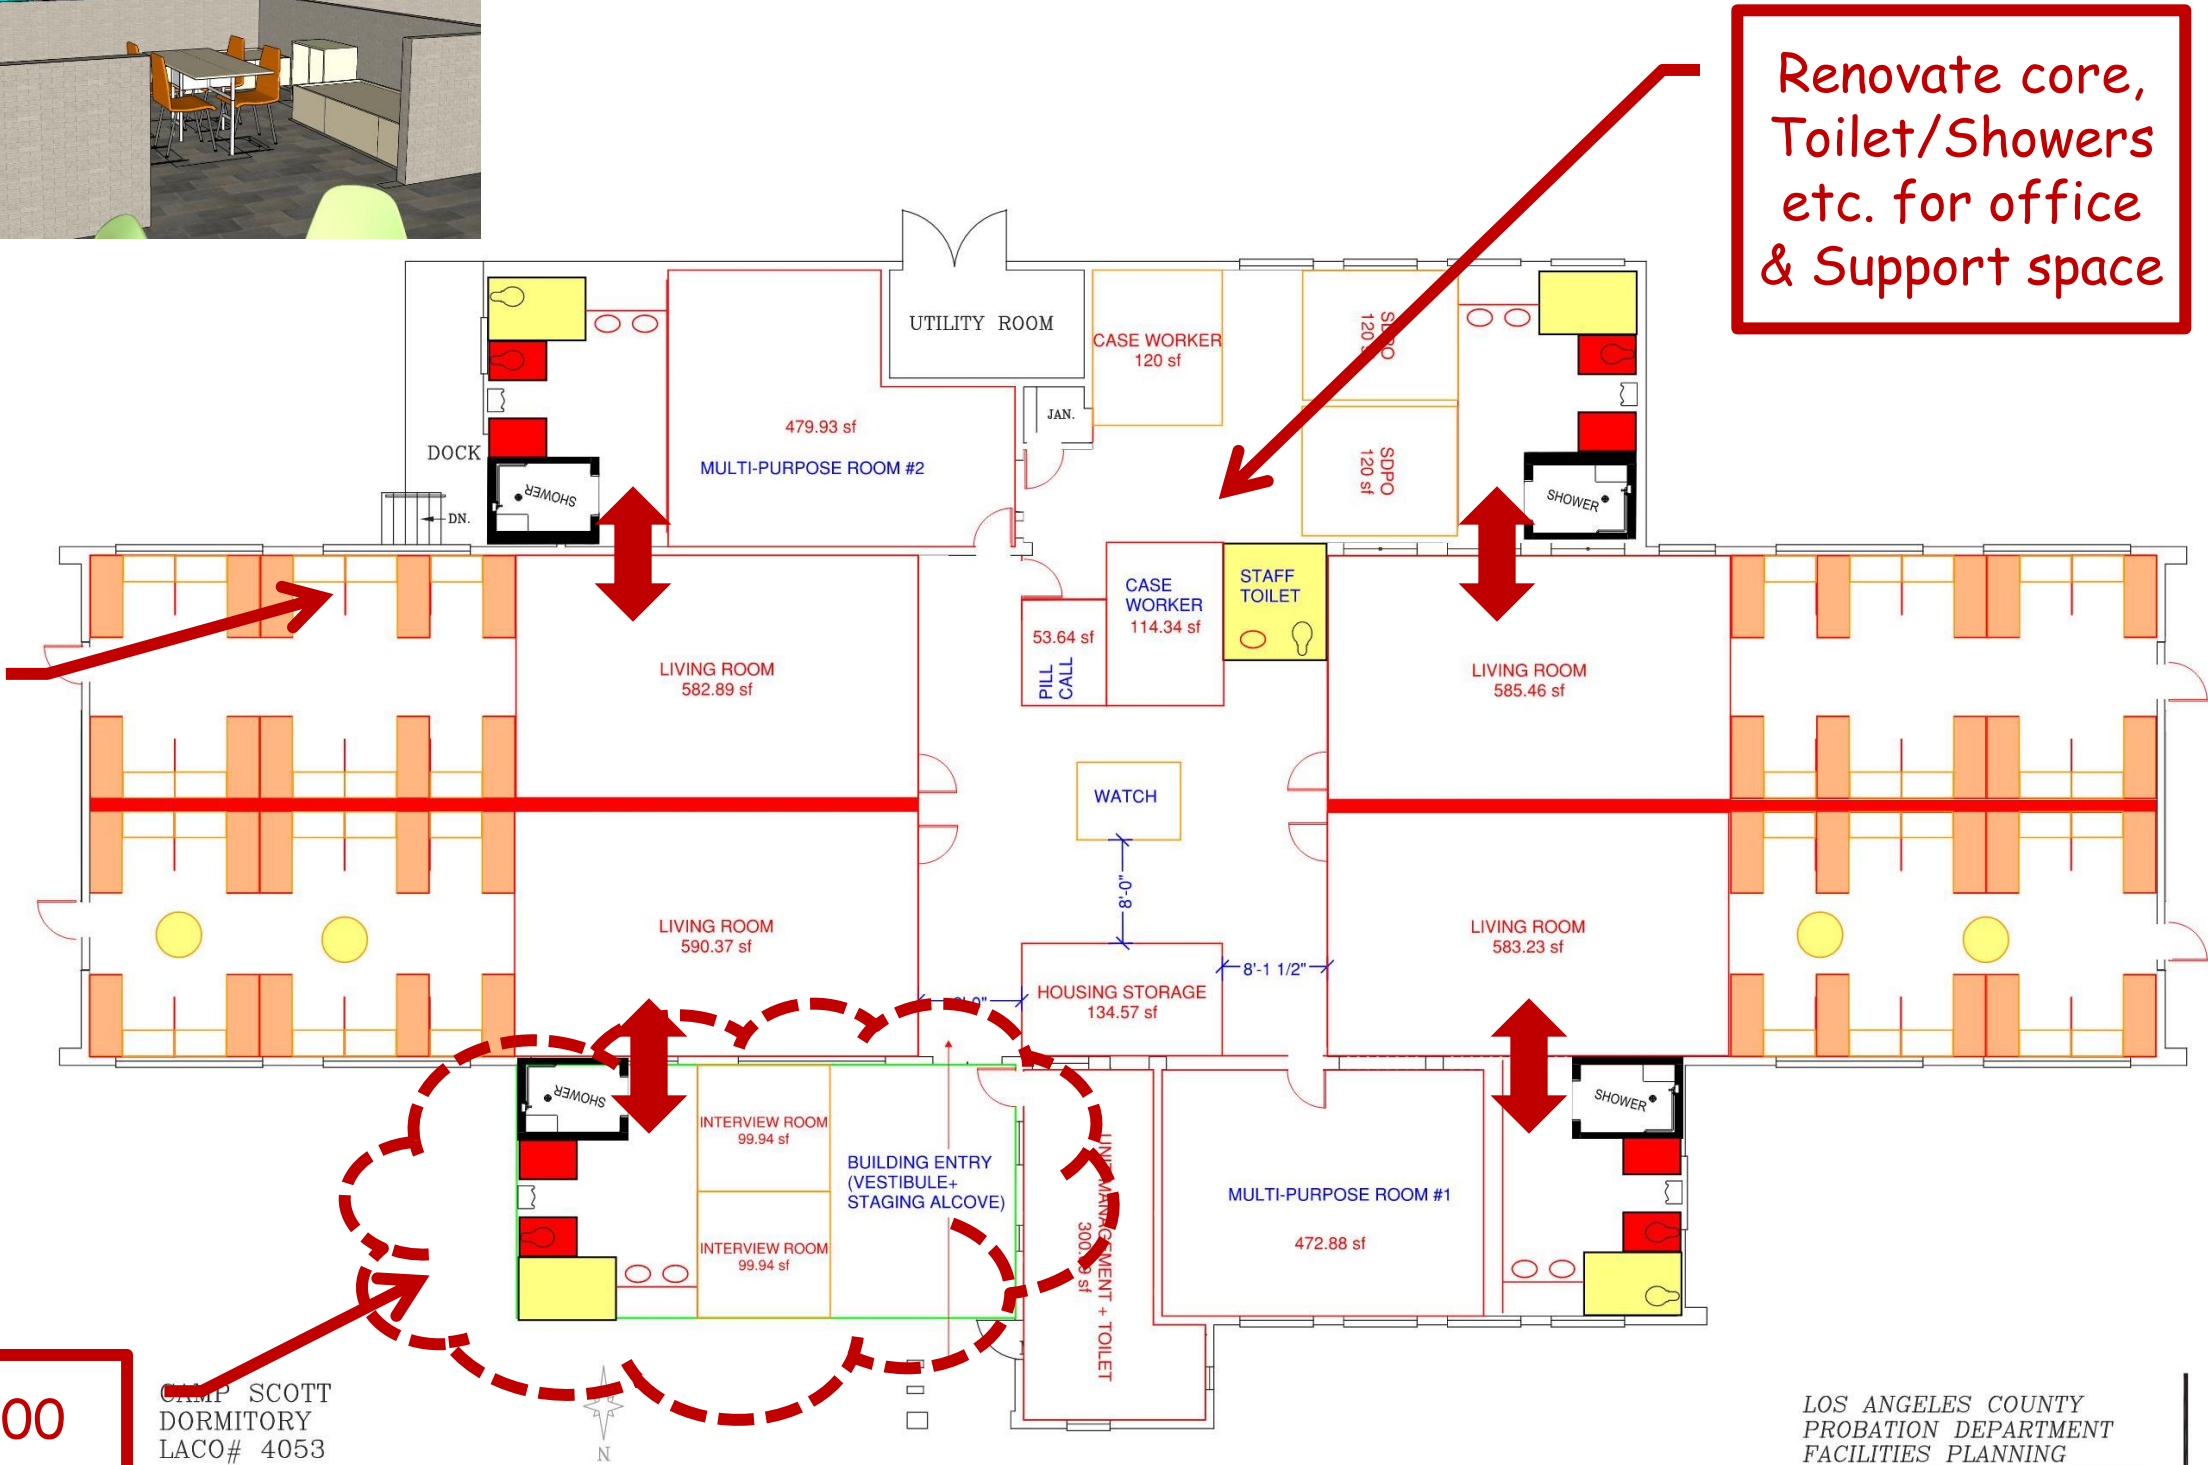 Renovate core,
Toilet/Showers
etc. for office
& Support space
UTILITY ROOM
CASE WORKER
120 sf
120
479.93 sf
MULTI-PURPOSE ROOM #2
JAN.
SDPO
120 sf
DOCK
DN.
SHOWER
SHOWER
CASE
WORKER
114.34 sf
STAFF
TOILET
53.64 sf
PILL
CALL
LIVING ROOM
582.89 sf
LIVING ROOM
585.46 sf
WATCH
8'-0"
LIVING ROOM
590.37 sf
LIVING ROOM
583.23 sf
8'-1 1/2"
HOUSING STORAGE
134.57 sf
SHOWER
SHOWER
INTERVIEW ROOM
99.94 sf
BUILDING ENTRY
(VESTIBULE+
STAGING ALCOVE)
INTERVIEW ROOM
99.94 sf
UNIT MANAGEMENT + TOILET
MULTI-PURPOSE ROOM #1
472.88 sf
00
CAMP SCOTT
DORMITORY
LACO# 4053
N
LOS ANGELES COUNTY
PROBATION DEPARTMENT
FACILITIES PLANNING